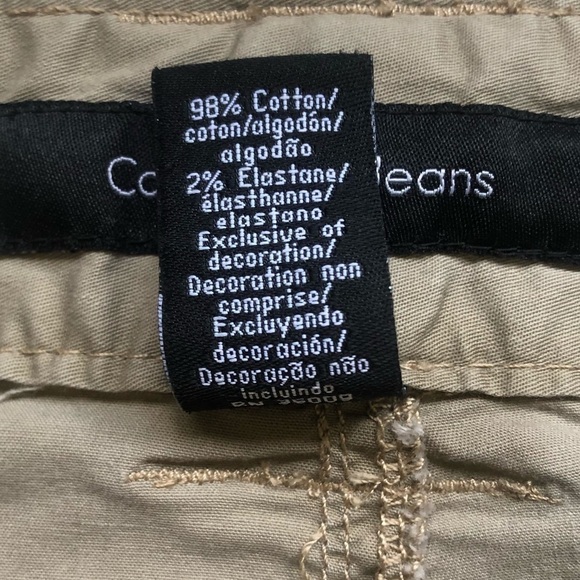 98% Cotton/
coton/algodón/
algodão
2% Elastane/
élasthanne/
elastano
Exclusive of
decoration/
Decoration non
comprise/
Excluyendo
decoración/
Decoração não
incluindo
Jeans